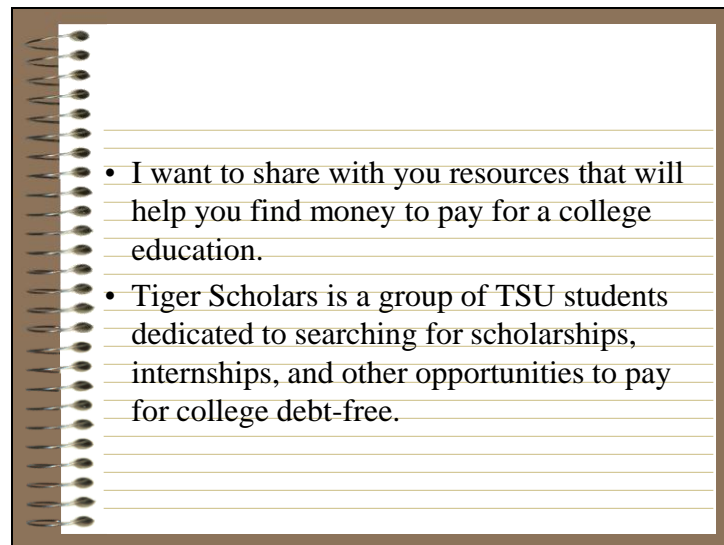 • I want to share with you resources that will
help you find money to pay for a college
education.
• Tiger Scholars is a group of TSU students
dedicated to searching for scholarships,
internships, and other opportunities to pay
for college debt-free.